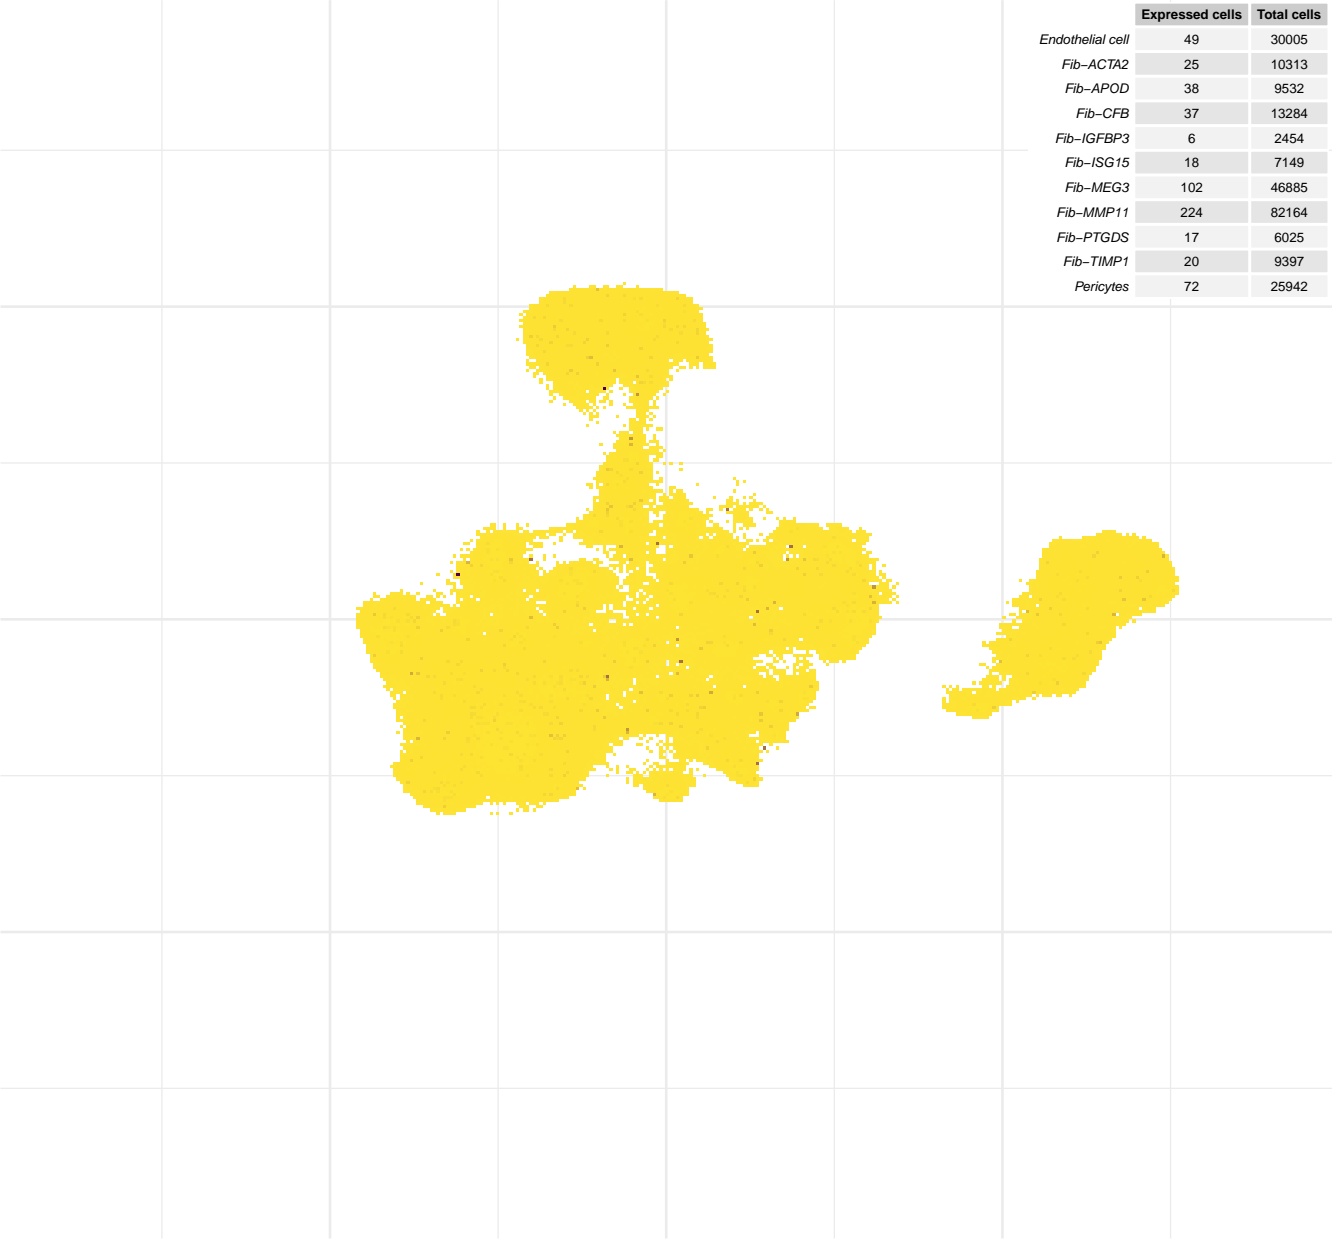 Expressed cells Total cells
Endothelial cell 49 30005
Fib−ACTA2 25 10313
Fib−APOD 38 9532
Fib−CFB 37 13284
Fib−IGFBP3 6 2454
Fib−ISG15 18 7149
Fib−MEG3 102 46885
Fib−MMP11 224 82164
Fib−PTGDS 17 6025
Fib−TIMP1 20 9397
Pericytes 72 25942